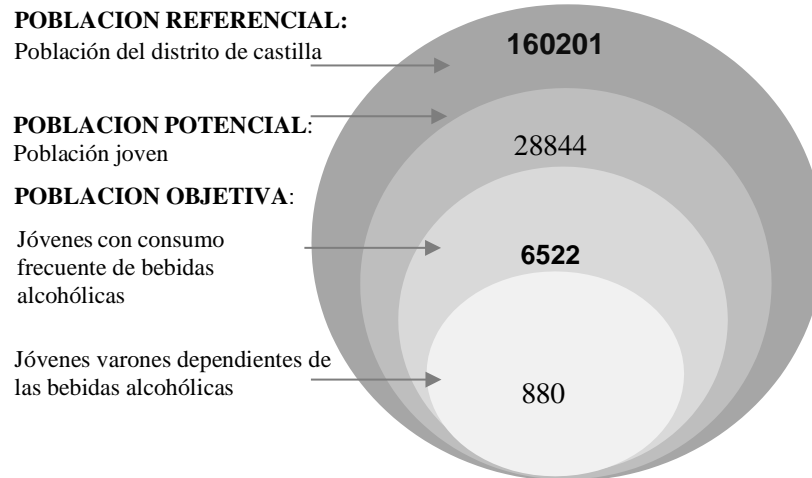 POBLACION REFERENCIAL:
Población del distrito de castilla
160201
POBLACION POTENCIAL:
Población joven
28844
POBLACION OBJETIVA:
Jóvenes con consumo
frecuente de bebidas
alcohólicas
6522
Jóvenes varones dependientes de
las bebidas alcohólicas
880